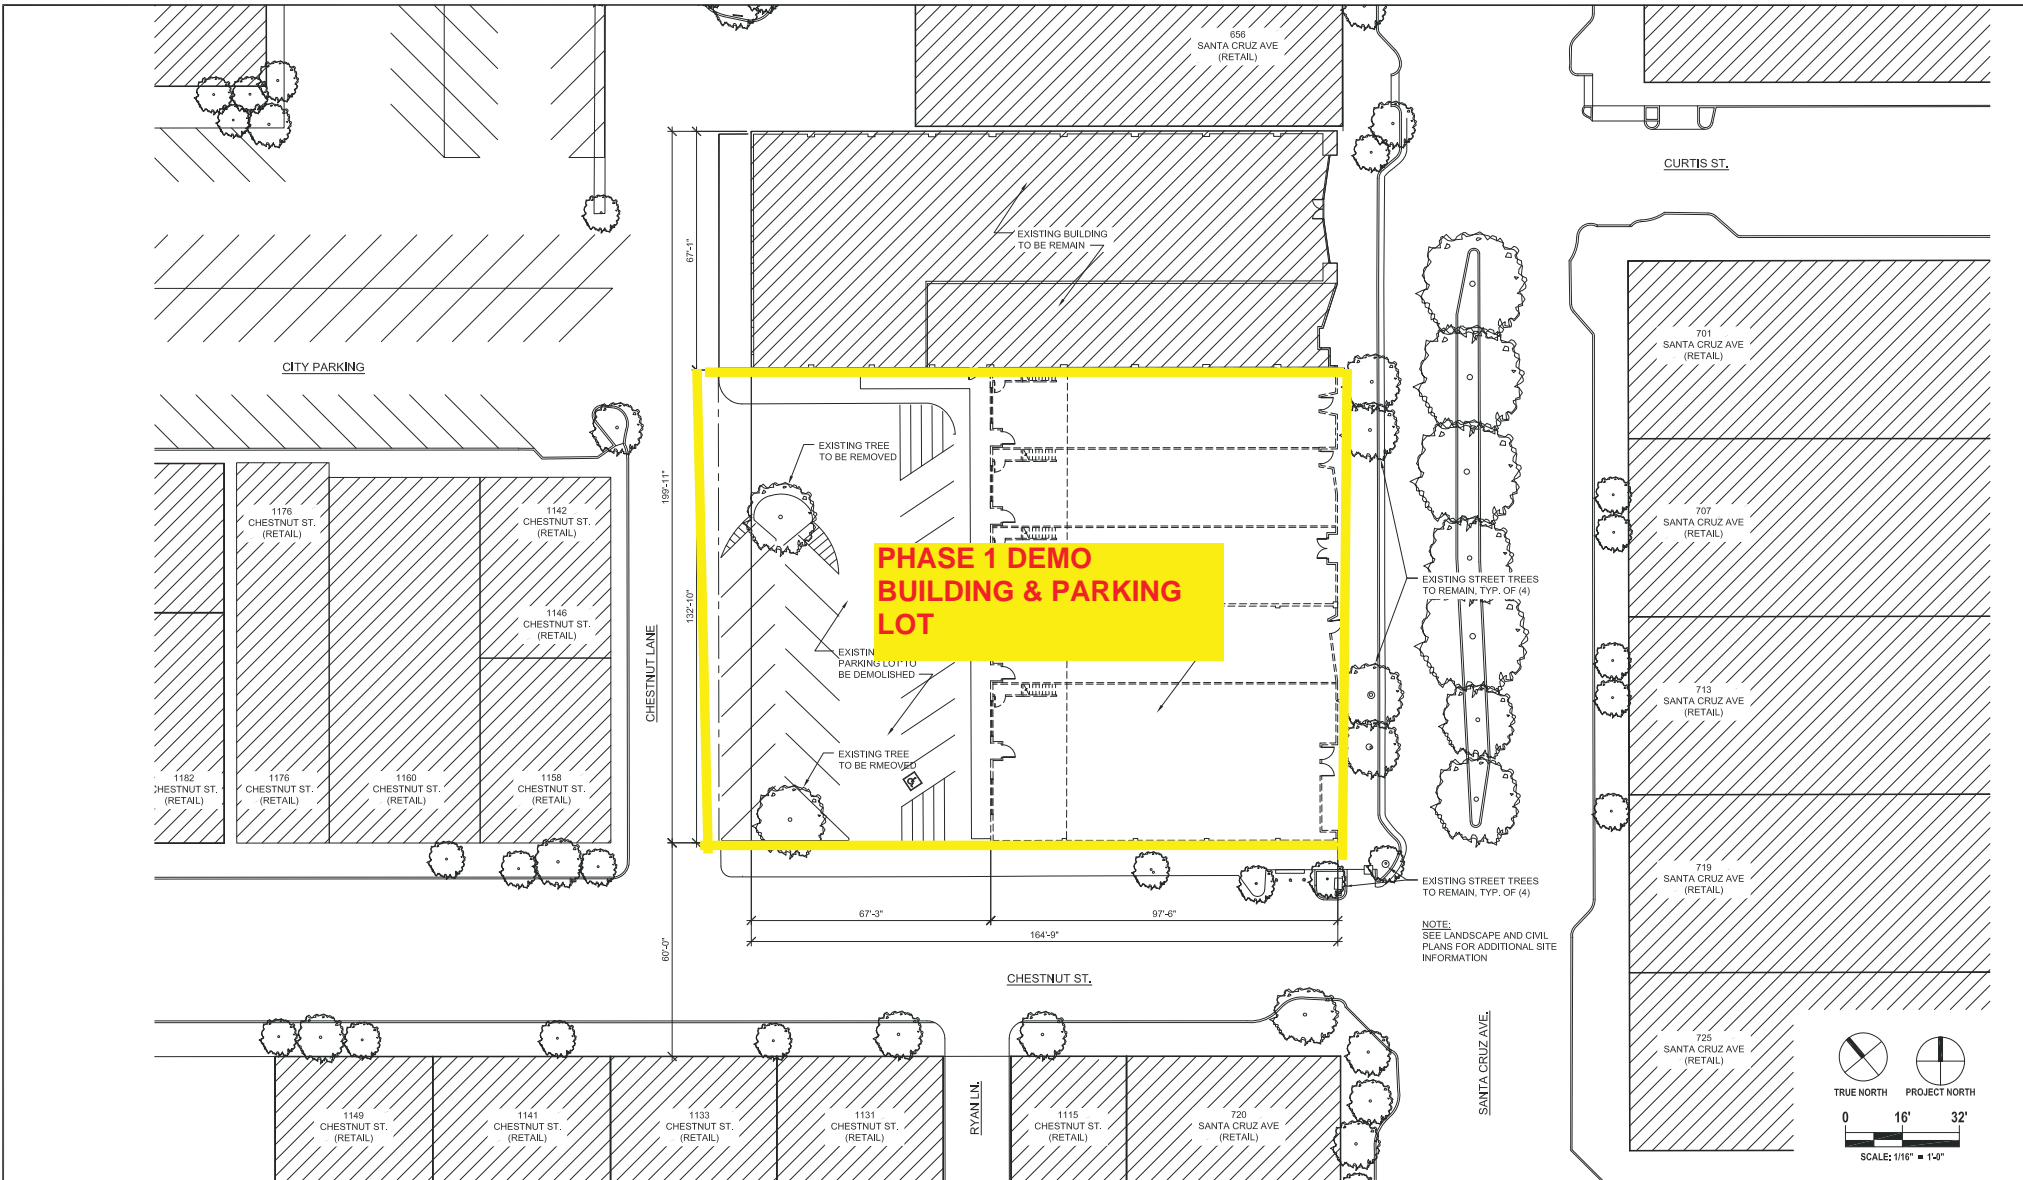 656
SANTA CRUZ AVE
(RETAIL)
CURTIS ST.
EXISTING BUILDING
TO BE REMAIN
67'-1"
CITY PARKING
701
SANTA CRUZ AVE
(RETAIL)
EXISTING TREE
TO BE REMOVED
199'-11"
1176
CHESTNUT ST.
(RETAIL)
1142
CHESTNUT ST.
(RETAIL)
707
SANTA CRUZ AVE
(RETAIL)
PHASE 1 DEMO
BUILDING & PARKING
LOT
132'-10"
EXISTING STREET TREES
TO REMAIN, TYP. OF (4)
1146
CHESTNUT ST.
(RETAIL)
CHESTNUT LANE
EXISTIN
PARKING LOT TO
BE DEMOLISHED
713
SANTA CRUZ AVE
(RETAIL)
EXISTING TREE
TO BE RMEOVED
1182
CHESTNUT ST.
(RETAIL)
1176
CHESTNUT ST.
(RETAIL)
1160
CHESTNUT ST.
(RETAIL)
1158
CHESTNUT ST.
(RETAIL)
719
SANTA CRUZ AVE
(RETAIL)
EXISTING STREET TREES
TO REMAIN, TYP. OF (4)
67'-3"
97'-6"
164'-9"
60'-0"
NOTE:
SEE LANDSCAPE AND CIVIL
PLANS FOR ADDITIONAL SITE
INFORMATION
CHESTNUT ST.
SANTA CRUZ AVE.
725
SANTA CRUZ AVE
(RETAIL)
TRUE NORTH
PROJECT NORTH
RYAN LN.
1149
CHESTNUT ST.
(RETAIL)
1141
CHESTNUT ST.
(RETAIL)
1133
CHESTNUT ST.
(RETAIL)
1131
CHESTNUT ST.
(RETAIL)
1115
CHESTNUT ST.
(RETAIL)
720
SANTA CRUZ AVE
(RETAIL)
0 16' 32'
SCALE: 1/16" = 1'-0"